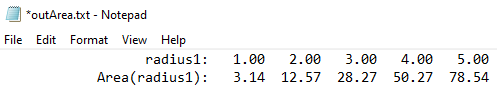 *outArea.txt - Notepad
File Edit Format View Help
radius1: 1.00 2.00 3.00 4.00 5.00
Area(radius1): 3.14 12.57 28.27 50.27 78.54